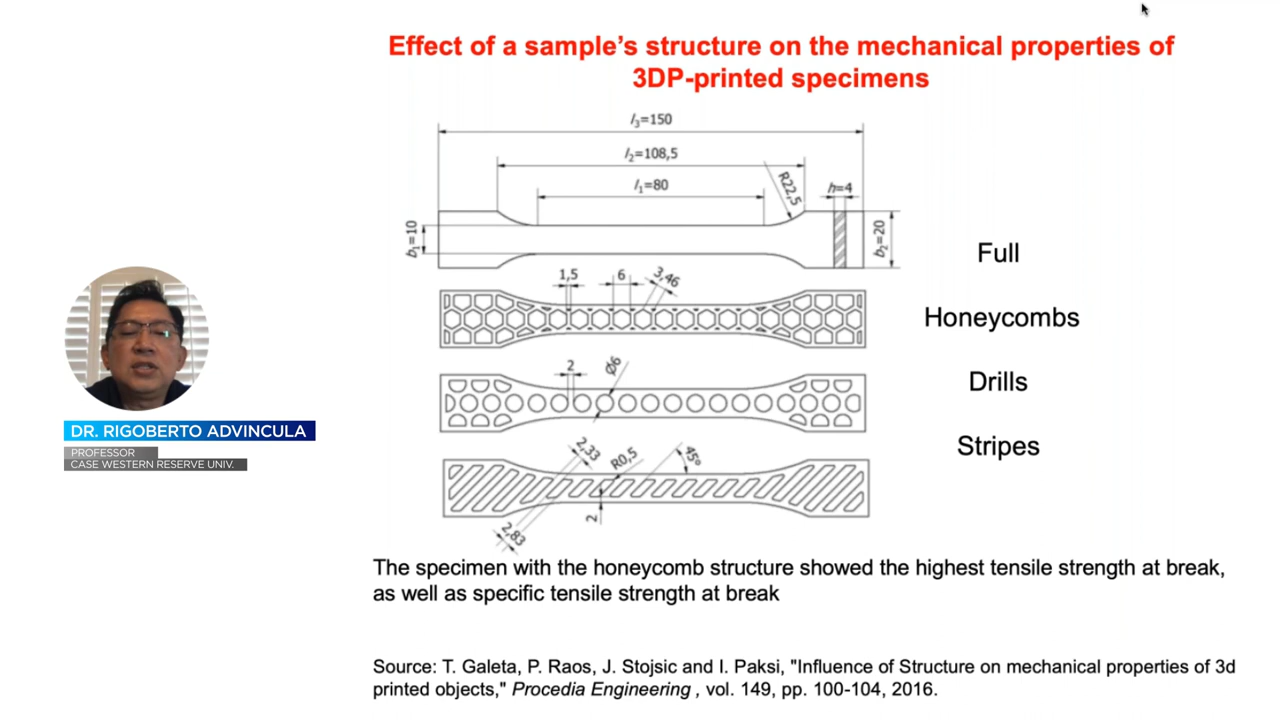 Effect of a sample's structure on the mechanical properties of
3DP-printed specimens
l3=150
l2=108,5
l1=80
R22,5
h=4
b1=10
b2=20
Full
1,5
6
3,46
Honeycombs
2
Ø6
Drills
2,33
R0,5
45°
Stripes
2
2,83
DR. RIGOBERTO ADVINCULA
PROFESSOR
CASE WESTERN RESERVE UNIV.
The specimen with the honeycomb structure showed the highest tensile strength at break,
as well as specific tensile strength at break
Source: T. Galeta, P. Raos, J. Stojsic and I. Paksi, "Influence of Structure on mechanical properties of 3d
printed objects," Procedia Engineering , vol. 149, pp. 100-104, 2016.